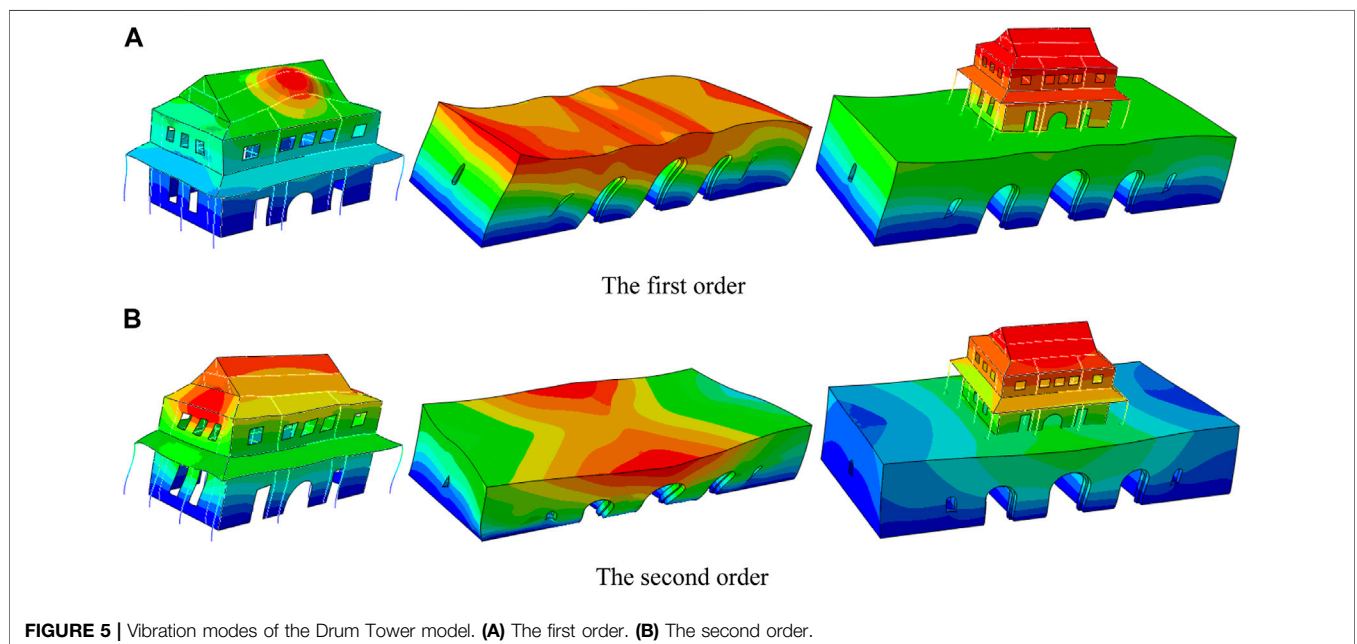 A
The first order
B
The second order
FIGURE 5 | Vibration modes of the Drum Tower model. (A) The first order. (B) The second order.